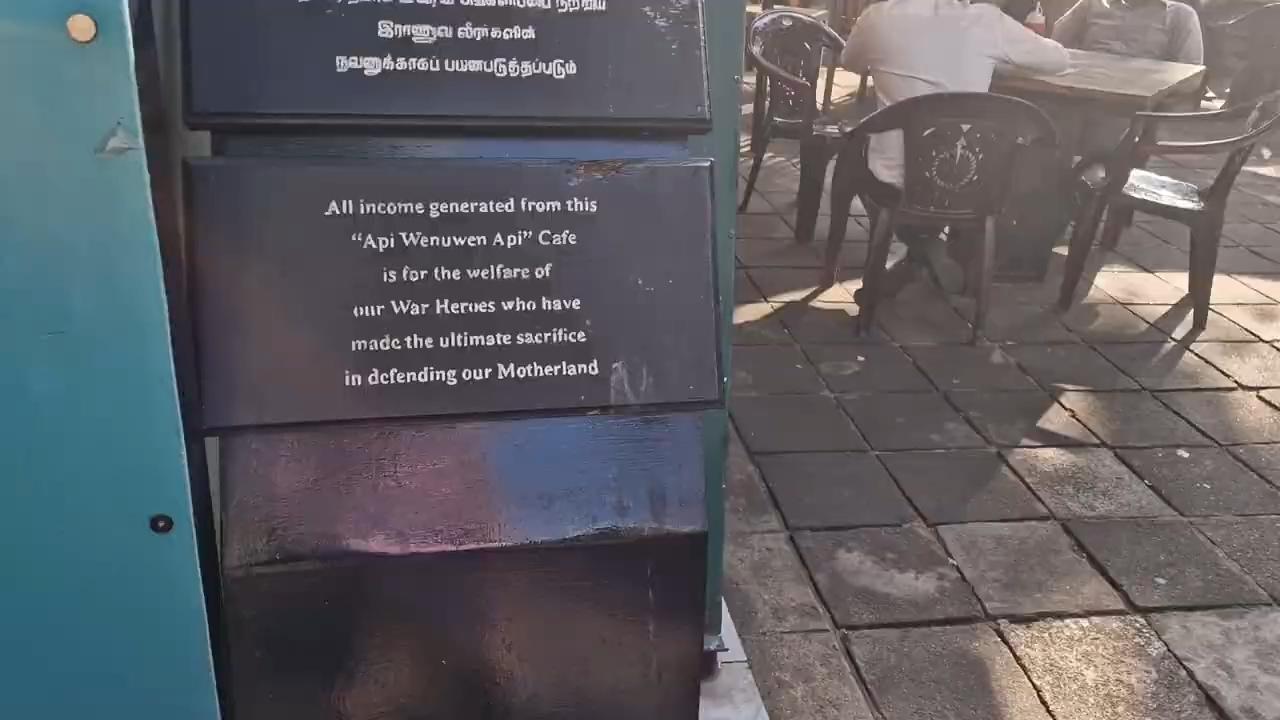 இராணுவ வீரர்களின்
நலனுக்காகப் பயன்படுத்தப்படும்
All income generated from this
“Api Wenuwen Api” Cafe
is for the welfare of
our War Heroes who have
made the ultimate sacrifice
in defending our Motherland